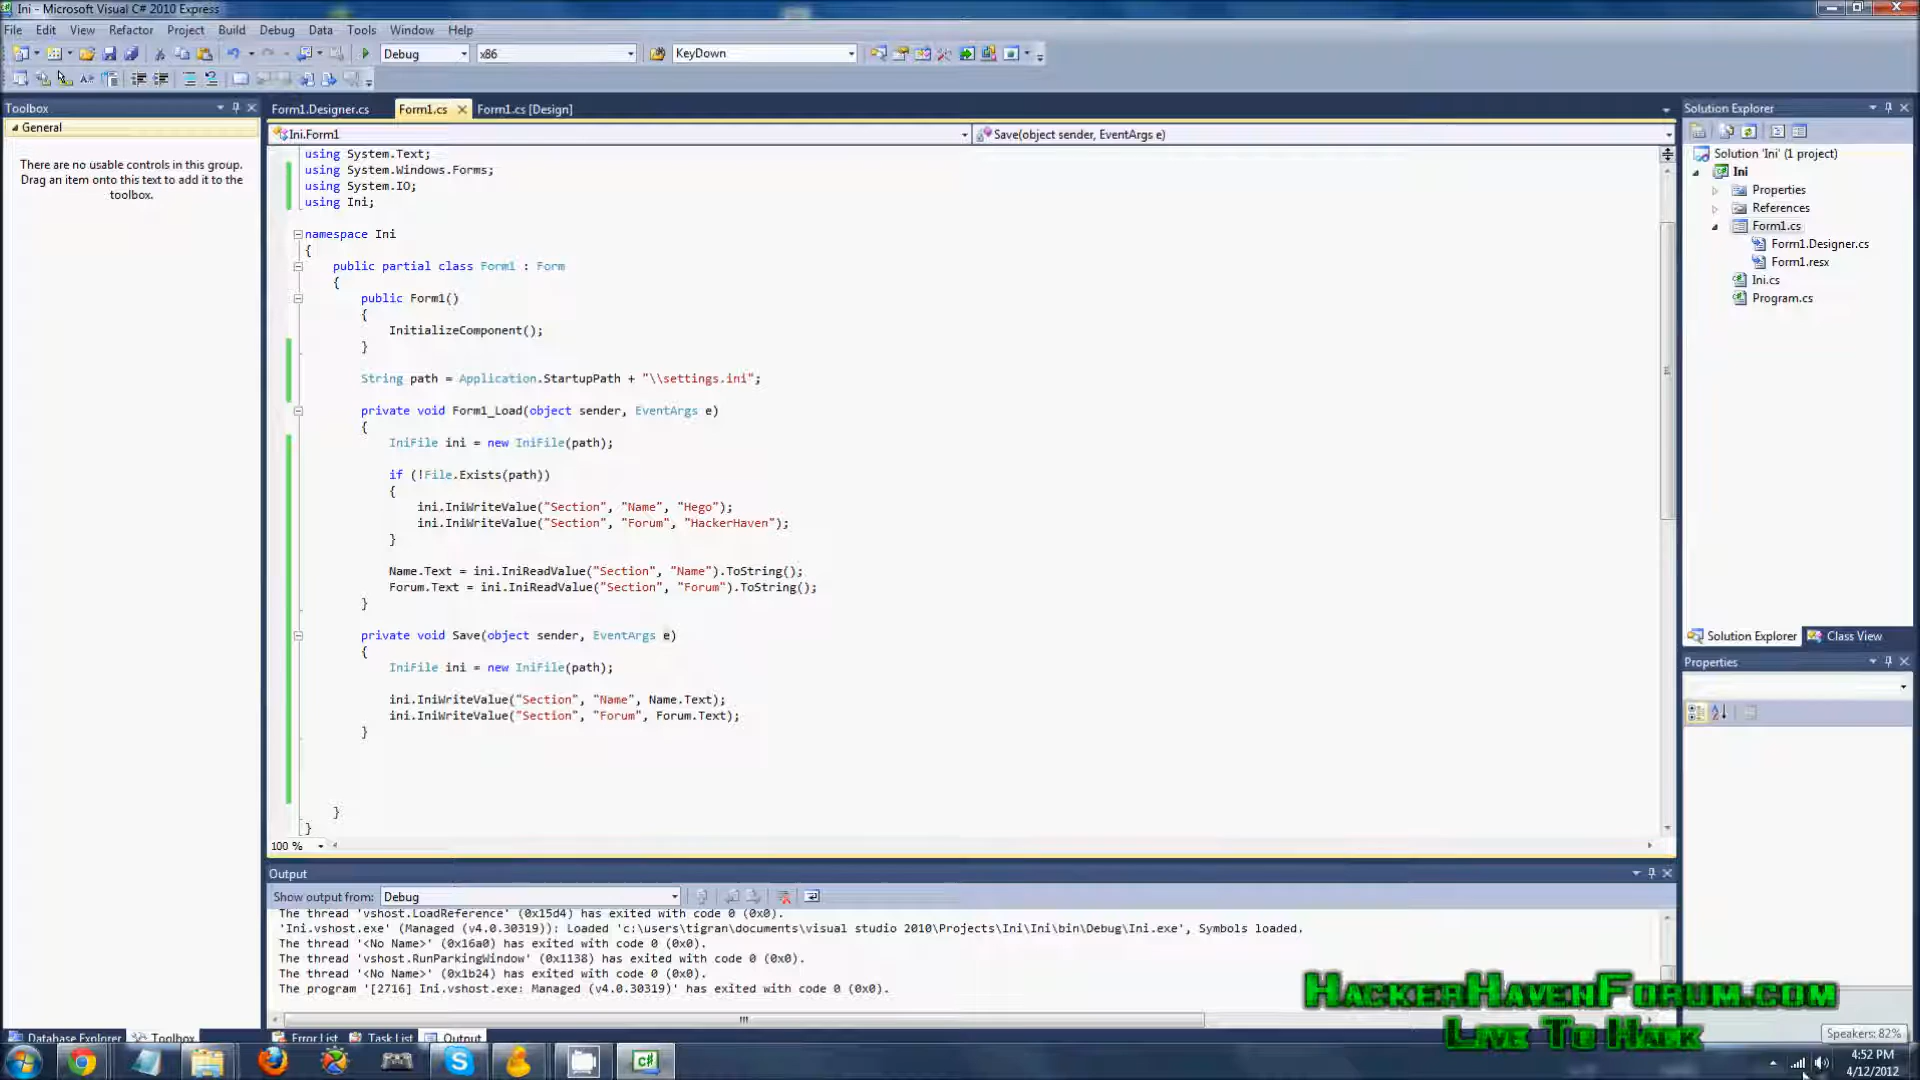 Ini - Microsoft Visual C# 2010 Express
File Edit View Refactor Project Build Debug Data Tools Window Help
Debug x86 KeyDown
Toolbox
General
There are no usable controls in this group. Drag an item onto this text to add it to the toolbox.
Form1.Designer.cs Form1.cs Form1.cs [Design]
Ini.Form1 Save(object sender, EventArgs e)
using System.Text;
using System.Windows.Forms;
using System.IO;
using Ini;
namespace Ini
{
public partial class Form1 : Form
{
public Form1()
{
InitializeComponent();
}
String path = Application.StartupPath + "\\settings.ini";
private void Form1_Load(object sender, EventArgs e)
{
IniFile ini = new IniFile(path);
if (!File.Exists(path))
{
ini.IniWriteValue("Section", "Name", "Hego");
ini.IniWriteValue("Section", "Forum", "HackerHaven");
}
Name.Text = ini.IniReadValue("Section", "Name").ToString();
Forum.Text = ini.IniReadValue("Section", "Forum").ToString();
}
private void Save(object sender, EventArgs e)
{
IniFile ini = new IniFile(path);
ini.IniWriteValue("Section", "Name", Name.Text);
ini.IniWriteValue("Section", "Forum", Forum.Text);
}
}
}
100 %
Output
Show output from: Debug
The thread 'vshost.LoadReference' (0x15d4) has exited with code 0 (0x0).
'Ini.vshost.exe' (Managed (v4.0.30319)): Loaded 'c:\users\tigran\documents\visual studio 2010\Projects\Ini\Ini\bin\Debug\Ini.exe', Symbols loaded.
The thread '<No Name>' (0x16a0) has exited with code 0 (0x0).
The thread 'vshost.RunParkingWindow' (0x1138) has exited with code 0 (0x0).
The thread '<No Name>' (0x1b24) has exited with code 0 (0x0).
The program '[2716] Ini.vshost.exe: Managed (v4.0.30319)' has exited with code 0 (0x0).
Database Explorer Toolbox Error List Task List Output
Solution Explorer
Solution 'Ini' (1 project)
Ini
Properties
References
Form1.cs
Form1.Designer.cs
Form1.resx
Ini.cs
Program.cs
Solution Explorer Class View
Properties
HackerHavenForum.com
Live To Hack
Speakers: 82%
4:52 PM
4/12/2012